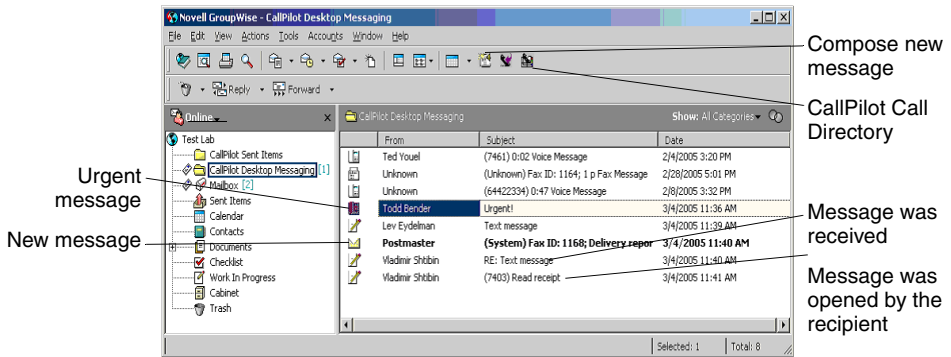 Novell GroupWise - CallPilot Desktop Messaging
File Edit View Actions Tools Accounts Window Help
Reply Forward
Online
CallPilot Desktop Messaging
Show: All Categories
Test Lab
CallPilot Sent Items
CallPilot Desktop Messaging [1]
Mailbox [2]
Sent Items
Calendar
Contacts
Documents
Checklist
Work In Progress
Cabinet
Trash
From Subject Date
Ted Youel (7461) 0:02 Voice Message 2/4/2005 3:20 PM
Unknown (Unknown) Fax ID: 1164; 1 p Fax Message 2/28/2005 5:01 PM
Unknown (64422334) 0:47 Voice Message 2/8/2005 3:32 PM
Todd Bender Urgent! 3/4/2005 11:36 AM
Lev Eydelman Text message 3/4/2005 11:39 AM
Postmaster (System) Fax ID: 1168; Delivery repor 3/4/2005 11:40 AM
Vladimir Shtibin RE: Text message 3/4/2005 11:40 AM
Vladimir Shtibin (7403) Read receipt 3/4/2005 11:41 AM
Selected: 1 Total: 8
Urgent
message
New message
Compose new
message
CallPilot Call
Directory
Message was
received
Message was
opened by the
recipient